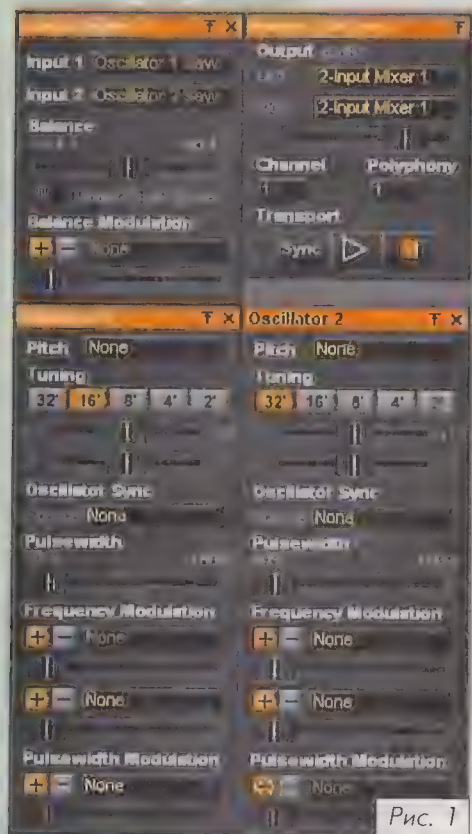 Input 1 Oscillator 1
Input 2 Oscillator
Balance
Balance Modulation
+ - None
Output
2-Input Mixer 1
2-Input Mixer 1
Channel Polyphony
1 1
Transport
Sync
Pitch None
Tuning
32' 16' 8' 4' 2'
Oscillator Sync
None
Pulsewidth
Frequency Modulation
+ - None
+ - None
Pulsewidth Modulation
+ - None
Oscillator 2
Pitch None
Tuning
32' 16' 8' 4' 2'
Oscillator Sync
None
Pulsewidth
Frequency Modulation
+ - None
+ - None
Pulsewidth Modulation
None
Рис. 1